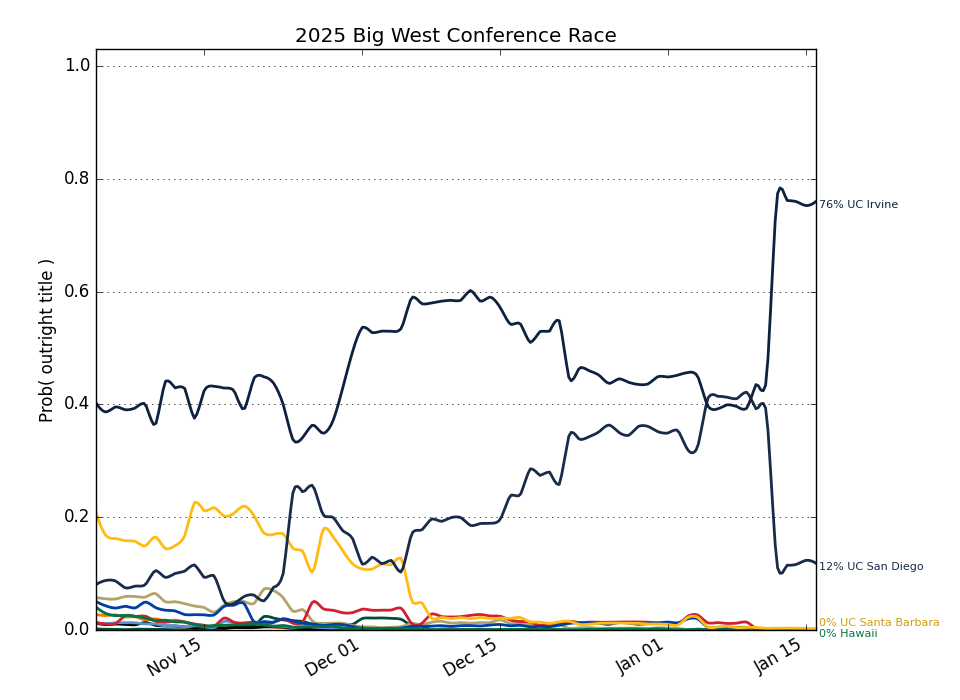 2025 Big West Conference Race
1.0
0.8
0.6
0.4
0.2
0.0
Prob( outright title )
76% UC Irvine
12% UC San Diego
0% UC Santa Barbara
0% Hawaii
Nov 15
Dec 01
Dec 15
Jan 01
Jan 15